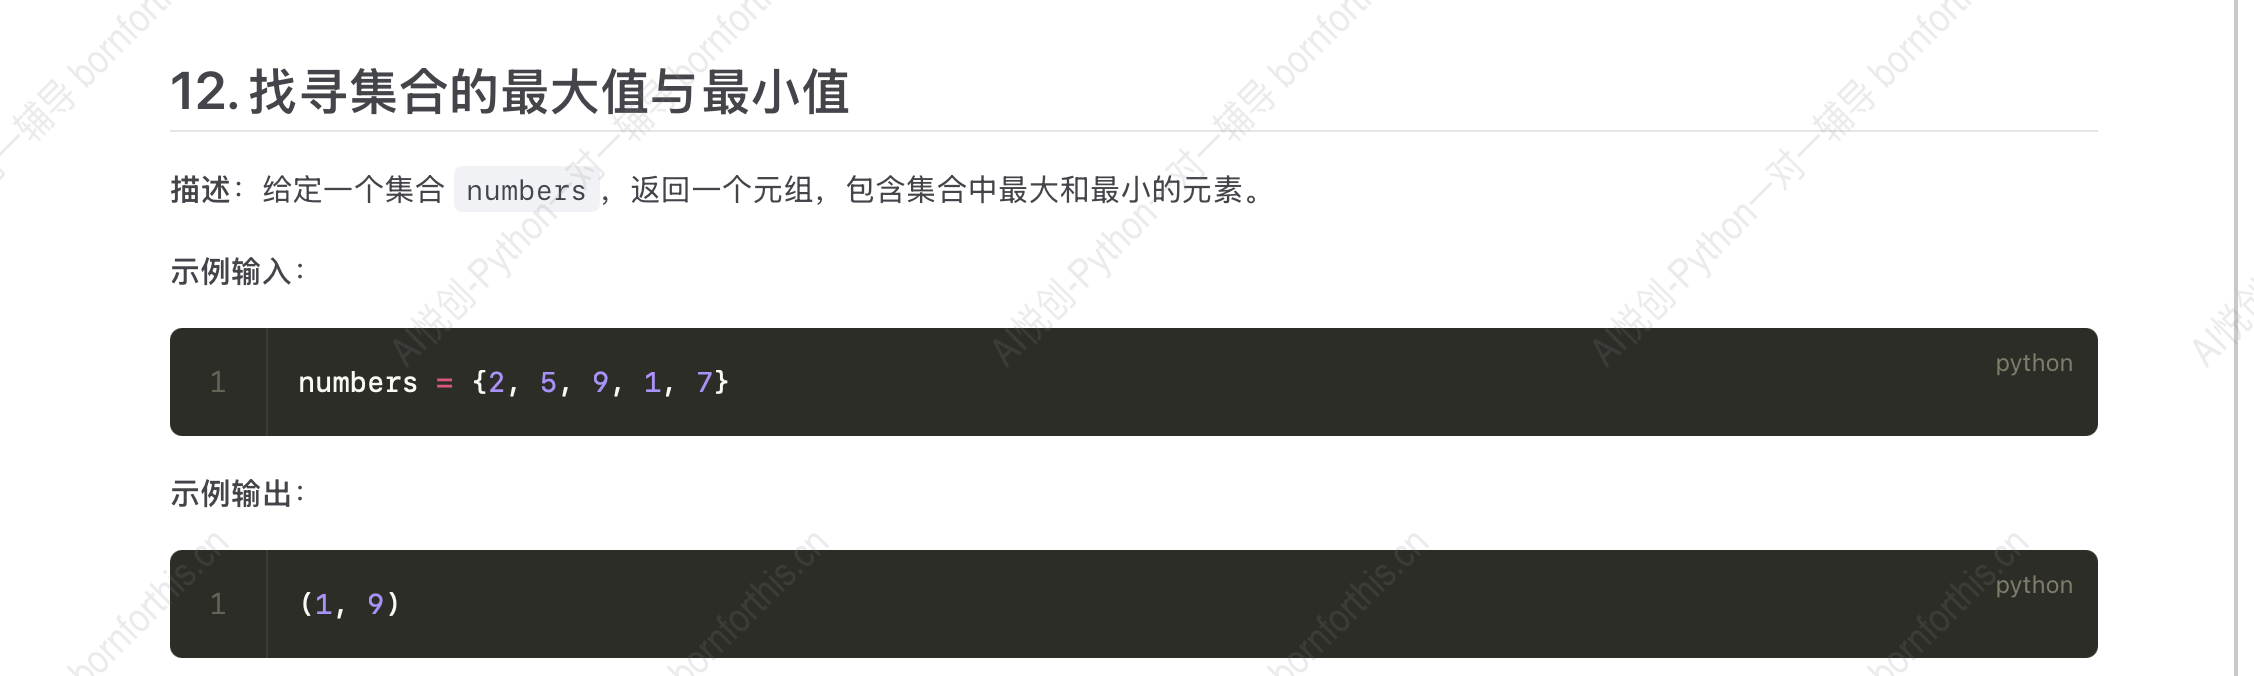 12. 找寻集合的最大值与最小值
描述：给定一个集合 numbers，返回一个元组，包含集合中最大和最小的元素。
示例输入：
python
1 numbers = {2, 5, 9, 1, 7}
示例输出：
python
1 (1, 9)
AI悦创-Python一对一辅导 bornforthis.cn